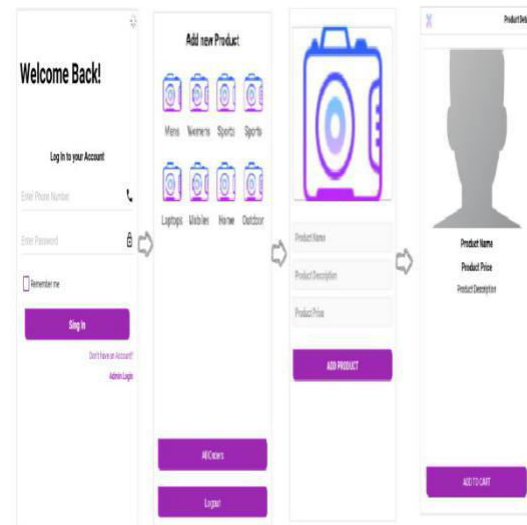 Welcome Back!
Log In to your Account
Enter Phone Number
Enter Password
Remember me
Sing In
Don't have an Account?
Admin Login
Add new Product
Mens Womens Sports Sports
Laptops Mobiles Home Outdoor
All Orders
Logout
Product Name
Product Description
Product Price
ADD PRODUCT
Product Deta
Product Name
Product Price
Product Description
ADD TO CART